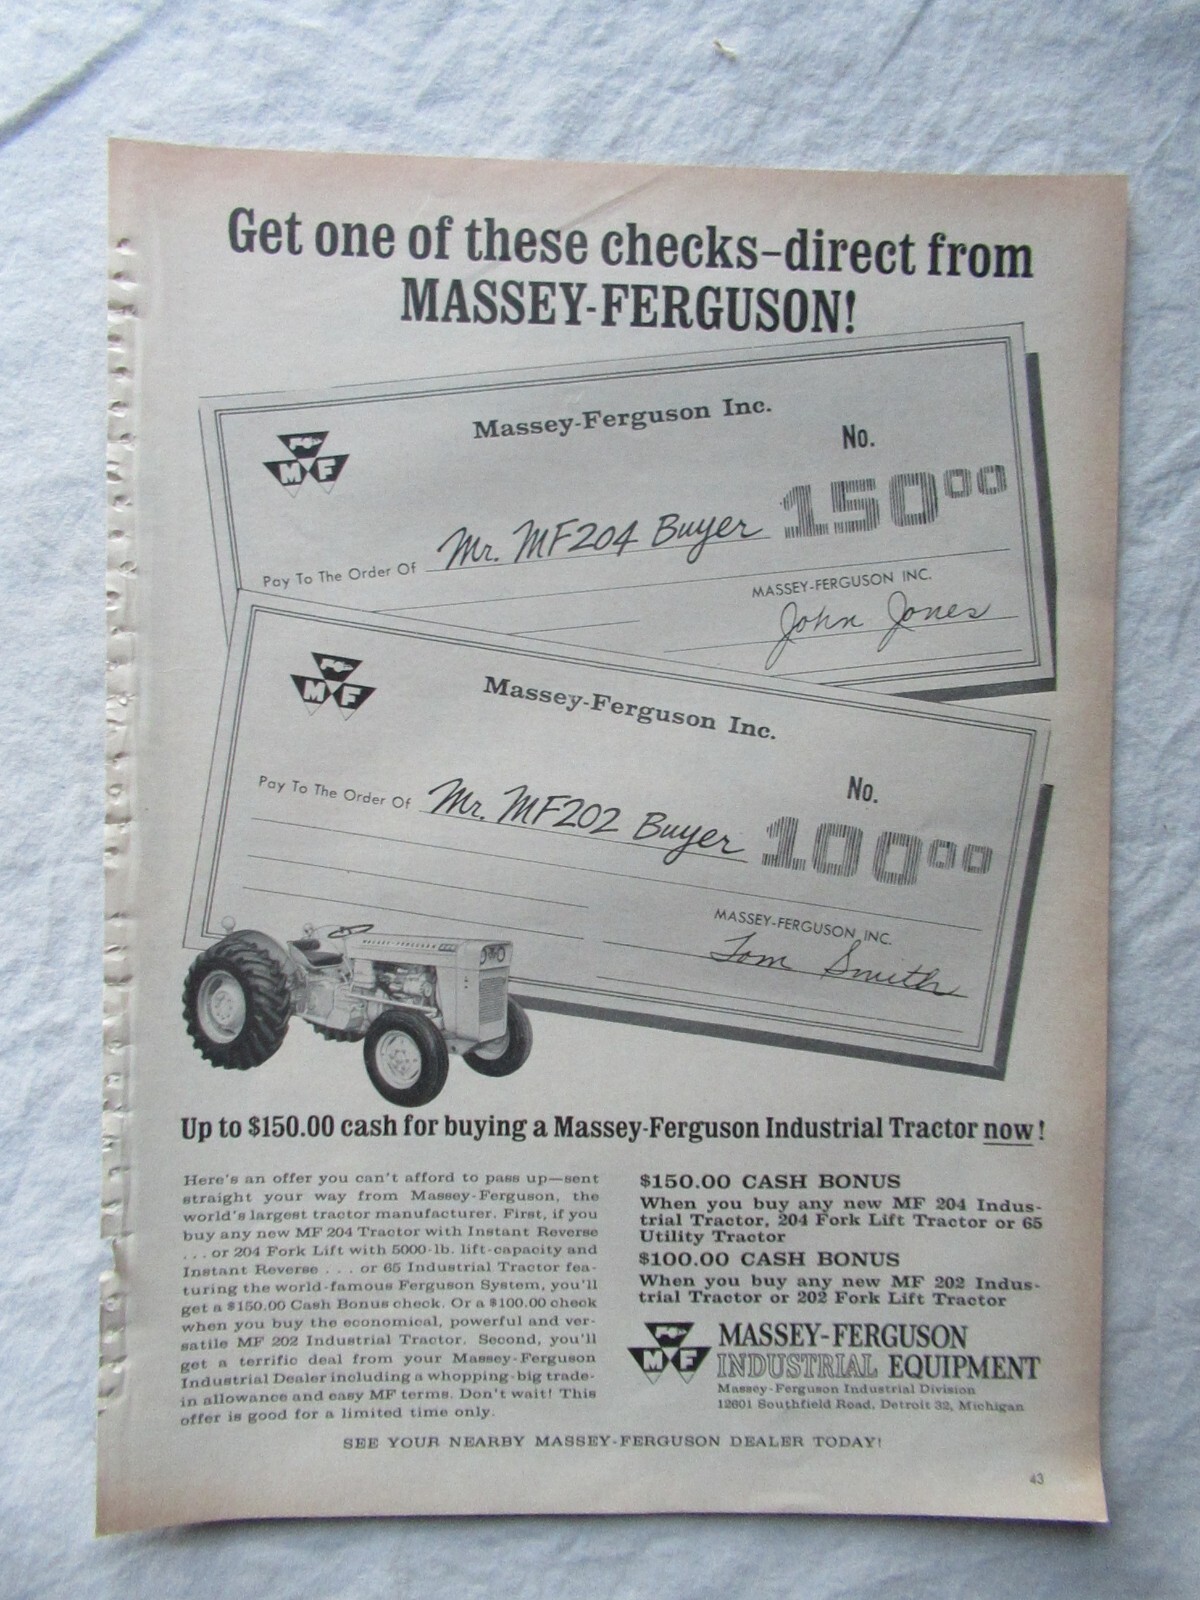 Get one of these checks–direct from
MASSEY-FERGUSON!
Massey-Ferguson Inc.
MF
No.
150⁰⁰
Pay To The Order Of Mr. MF204 Buyer
MASSEY-FERGUSON INC.
John Jones
Massey-Ferguson Inc.
MF
No.
Pay To The Order Of Mr. MF202 Buyer
100⁰⁰
MASSEY-FERGUSON INC.
Tom Smith
MASSEY-FERGUSON
Up to $150.00 cash for buying a Massey-Ferguson Industrial Tractor now!
Here's an offer you can't afford to pass up—sent
straight your way from Massey-Ferguson, the
world's largest tractor manufacturer. First, if you
buy any new MF 204 Tractor with Instant Reverse
. . . or 204 Fork Lift with 5000-lb. lift-capacity and
Instant Reverse . . . or 65 Industrial Tractor fea-
turing the world-famous Ferguson System, you'll
get a $150.00 Cash Bonus check. Or a $100.00 check
when you buy the economical, powerful and ver-
satile MF 202 Industrial Tractor. Second, you'll
get a terrific deal from your Massey-Ferguson
Industrial Dealer including a whopping-big trade-
in allowance and easy MF terms. Don't wait! This
offer is good for a limited time only.
$150.00 CASH BONUS
When you buy any new MF 204 Indus-
trial Tractor, 204 Fork Lift Tractor or 65
Utility Tractor
$100.00 CASH BONUS
When you buy any new MF 202 Indus-
trial Tractor or 202 Fork Lift Tractor
MF
MASSEY-FERGUSON
INDUSTRIAL EQUIPMENT
Massey-Ferguson Industrial Division
12601 Southfield Road, Detroit 32, Michigan
SEE YOUR NEARBY MASSEY-FERGUSON DEALER TODAY!
43